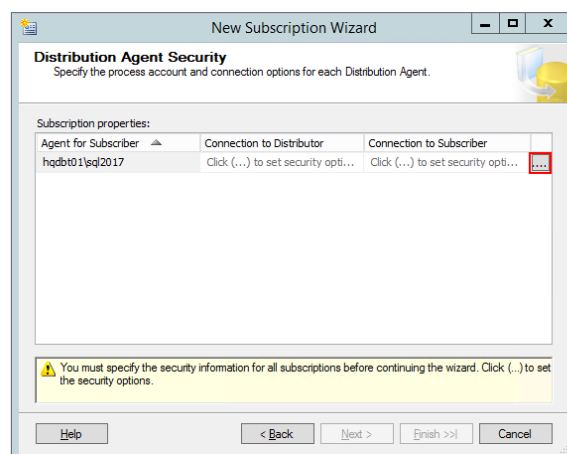 New Subscription Wizard
Distribution Agent Security
Specify the process account and connection options for each Distribution Agent.
Subscription properties:
Agent for Subscriber Connection to Distributor Connection to Subscriber
hqdbt01\sql2017 Click (...) to set security opti... Click (...) to set security opti... ....
You must specify the security information for all subscriptions before continuing the wizard. Click (...) to set
the security options.
Help < Back Next > Finish >>| Cancel